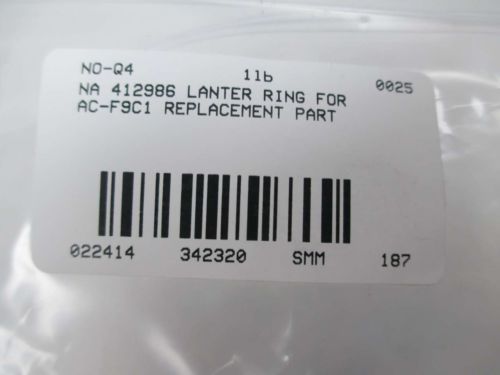 NO-Q4 11b 0025
NA 412986 LANTER RING FOR
AC-F9C1 REPLACEMENT PART
022414 342320 SMM 187